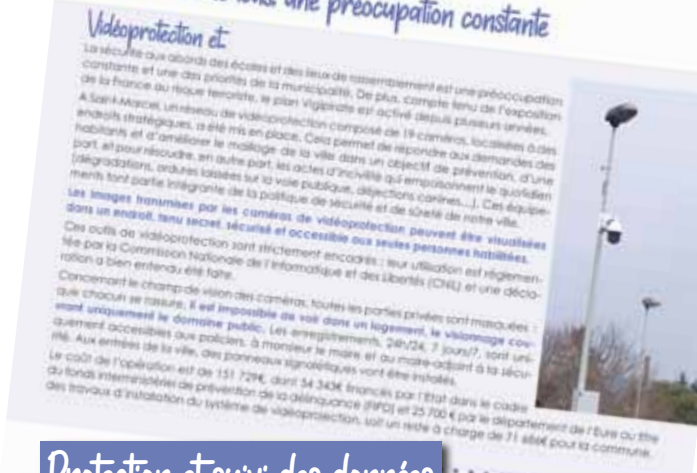 une préocupation constante
Vidéoprotection et
La sécurité aux abords des écoles et des lieux de rassemblement est une préoccupation
constante et une des priorités de la municipalité. De plus, compte tenu de l'exposition
de la France au risque terroriste, le plan Vigipirate est activé depuis plusieurs années.
A Saint-Marcel, un réseau de vidéoprotection composé de 19 caméras, localisées à des
endroits stratégiques, a été mis en place. Cela permet de répondre aux demandes des
habitants et d'améliorer le maillage de la ville dans un objectif de prévention, d'une
part, et pour résoudre, en autre part, les actes d'incivilité qui empoisonnent le quotidien
(dégradations, ordures laissées sur la voie publique, déjections canines...). Ces équipe-
ments font partie intégrante de la politique de sécurité et de sûreté de notre ville.
Les images transmises par les caméras de vidéoprotection peuvent être visualisées
dans un endroit, tenu secret, sécurisé et accessible aux seules personnes habilitées.
Ces outils de vidéoprotection sont strictement encadrés : leur utilisation est réglemen-
tée par la Commission Nationale de l'Informatique et des Libertés (CNIL) et une décla-
ration a bien entendu été faite.
Concernant le champ de vision des caméras, toutes les parties privées sont masquées :
que chacun se rassure, il est impossible de voir dans un logement, le visionnage cou-
vrant uniquement le domaine public. Les enregistrements, 24h/24, 7 jours/7, sont uni-
quement accessibles aux policiers, à monsieur le maire et au maire-adjoint à la sécu-
rité. Aux entrées de la ville, des panneaux signalétiques vont être installés.
Le coût de l'opération est de 151 729€, dont 54 343€ financés par l'Etat dans le cadre
du fonds interministériel de prévention de la délinquance (FIPD) et 25 700 € par le département de l'Eure au titre
des travaux d'installation du système de vidéoprotection, soit un reste à charge de 71 686€ pour la commune.
Protection et suivi des données